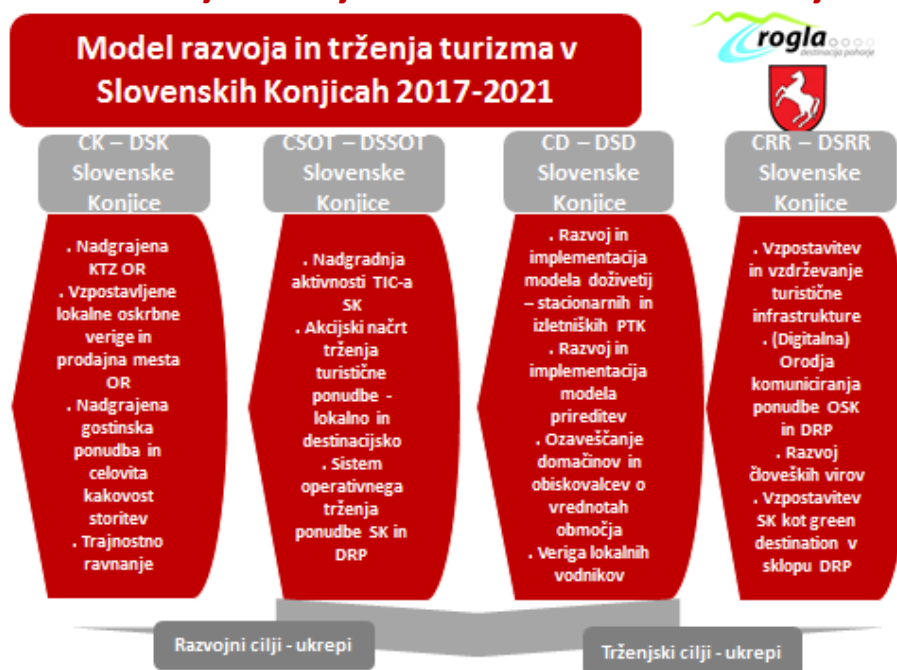 Model razvoja in trženja turizma v
Slovenskih Konjicah 2017-2021
rogla
destinacija pohorje
CK – DSK
Slovenske
Konjice
CSOT – DSSOT
Slovenske
Konjice
CD – DSD
Slovenske
Konjice
CRR – DSRR
Slovenske
Konjice
. Nadgrajena
KTZ OR
. Vzpostavljene
lokalne oskrbne
verige in
prodajna mesta
OR
. Nadgrajena
gostinska
ponudba in
celovita
kakovost
storitev
. Trajnostno
ravnanje
. Nadgradnja
aktivnosti TIC-a
SK
. Akcijski načrt
trženja
turistične
ponudbe -
lokalno in
destinacijsko
. Sistem
operativnega
trženja
ponudbe SK in
DRP
. Razvoj in
implementacija
modela doživetij
– stacionarnih in
izletniških PTK
. Razvoj in
implementacija
modela
prireditev
. Ozaveščanje
domačinov in
obiskovalcev o
vrednotah
območja
. Veriga lokalnih
vodnikov
. Vzpostavitev
in vzdrževanje
turistične
infrastrukture
. (Digitalna)
Orodja
komuniciranja
ponudbe OSK
in DRP
. Razvoj
človeških virov
. Vzpostavitev
SK kot green
destination v
sklopu DRP
Razvojni cilji - ukrepi
Trženjski cilji - ukrepi